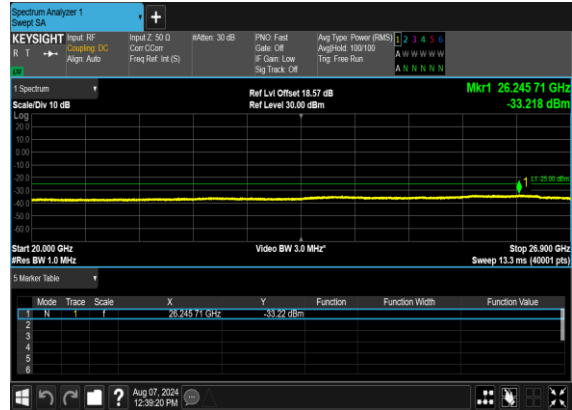 Spectrum Analyzer 1
Swept SA
+
KEYSIGHT Input: RF Input Z: 50 Ω #Atten: 30 dB PNO: Fast Avg Type: Power (RMS) 1 2 3 4 5 6
R T Coupling: DC Corr CCorr Gate: Off Avg|Hold: 100/100 A W W W W W
Align: Auto Freq Ref: Int (S) IF Gain: Low Trig: Free Run
Sig Track: Off A N N N N N
1 Spectrum Ref Lvl Offset 18.57 dB Mkr1 26.245 71 GHz
Scale/Div 10 dB Ref Level 30.00 dBm -33.218 dBm
Log
20.0
10.0
0.00
-10.0
-20.0
-30.0
-40.0
-50.0
-60.0
1
L1 -25.00 dBm
Start 20.000 GHz Video BW 3.0 MHz* Stop 26.900 GHz
#Res BW 1.0 MHz Sweep 13.3 ms (40001 pts)
5 Marker Table
Mode Trace Scale X Y Function Function Width Function Value
1 N 1 f 26.245 71 GHz -33.22 dBm
2
3
4
5
6
? Aug 07, 2024
12:39:20 PM